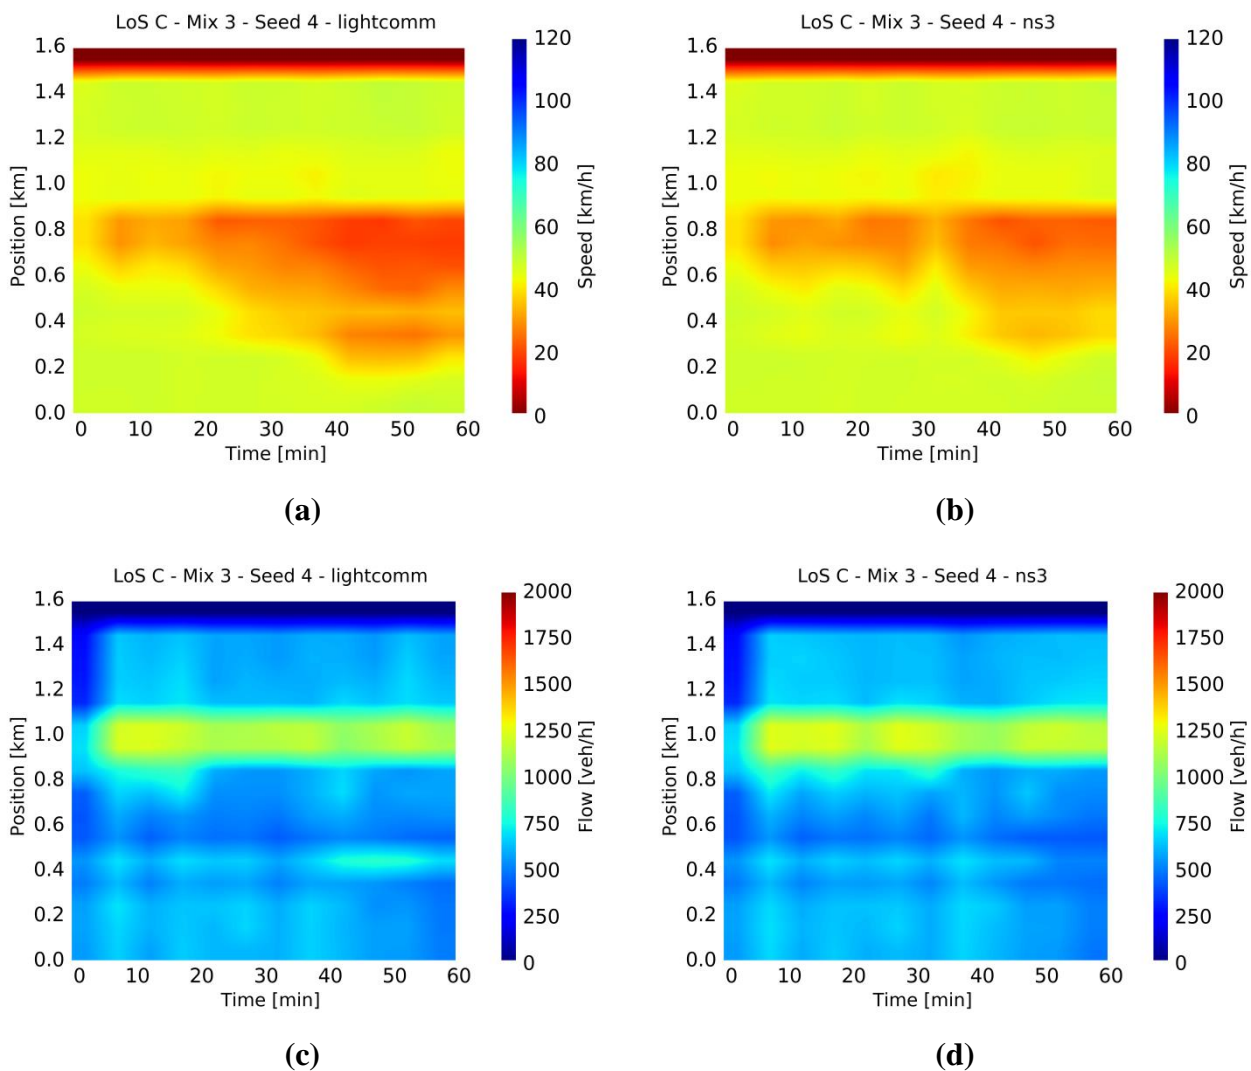 LoS C - Mix 3 - Seed 4 - lightcomm
1.6
1.4
1.2
1.0
0.8
0.6
0.4
0.2
0.0
Position [km]
0 10 20 30 40 50 60
Time [min]
120
100
80
60
40
20
0
Speed [km/h]
(a)
LoS C - Mix 3 - Seed 4 - ns3
1.6
1.4
1.2
1.0
0.8
0.6
0.4
0.2
0.0
Position [km]
0 10 20 30 40 50 60
Time [min]
120
100
80
60
40
20
0
Speed [km/h]
(b)
LoS C - Mix 3 - Seed 4 - lightcomm
1.6
1.4
1.2
1.0
0.8
0.6
0.4
0.2
0.0
Position [km]
0 10 20 30 40 50 60
Time [min]
2000
1750
1500
1250
1000
750
500
250
0
Flow [veh/h]
(c)
LoS C - Mix 3 - Seed 4 - ns3
1.6
1.4
1.2
1.0
0.8
0.6
0.4
0.2
0.0
Position [km]
0 10 20 30 40 50 60
Time [min]
2000
1750
1500
1250
1000
750
500
250
0
Flow [veh/h]
(d)